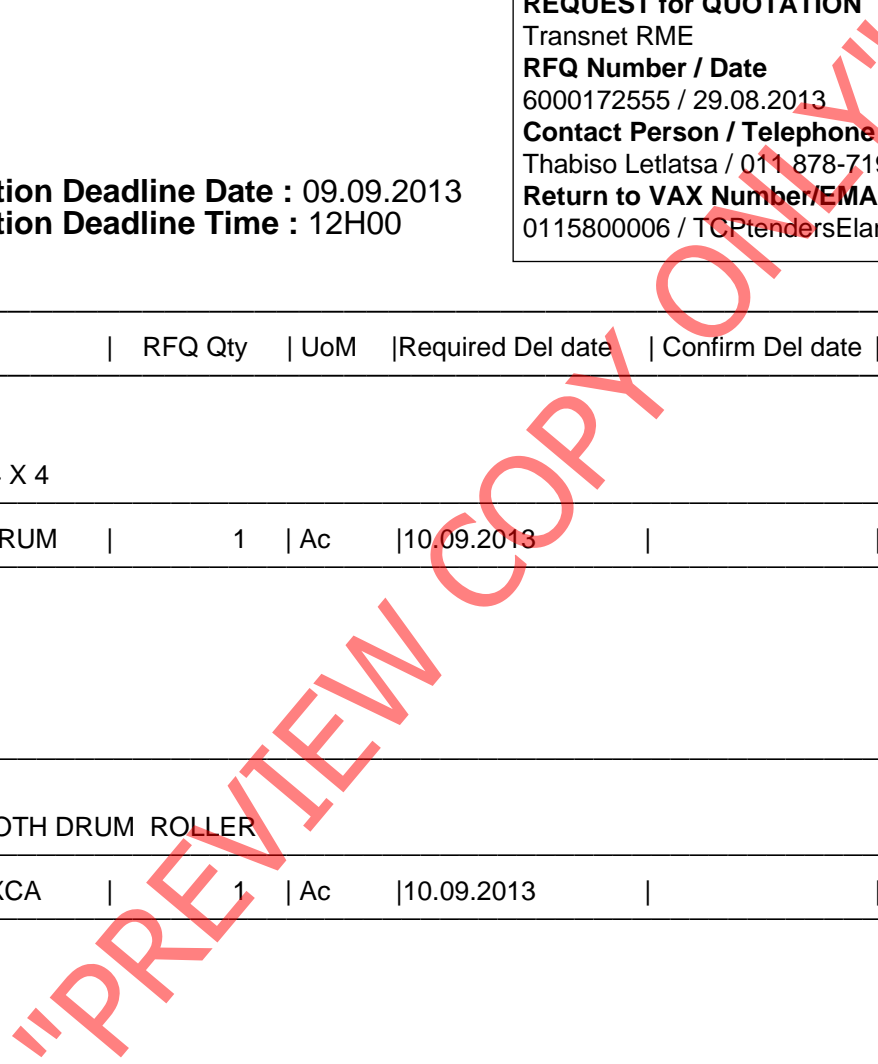 REQUEST for QUOTATION
Transnet RME
RFQ Number / Date
6000172555 / 29.08.2013
Contact Person / Telephone
Thabiso Letlatsa / 011 878-719
Return to VAX Number/EMA
0115800006 / TCPtendersElan
tion Deadline Date : 09.09.2013
tion Deadline Time : 12H00
| RFQ Qty | UoM |Required Del date | Confirm Del date |
X 4
RUM | 1 | Ac |10.09.2013 | |
OTH DRUM ROLLER
XCA | 1 | Ac |10.09.2013 | |
"PREVIEW COPY ONLY"